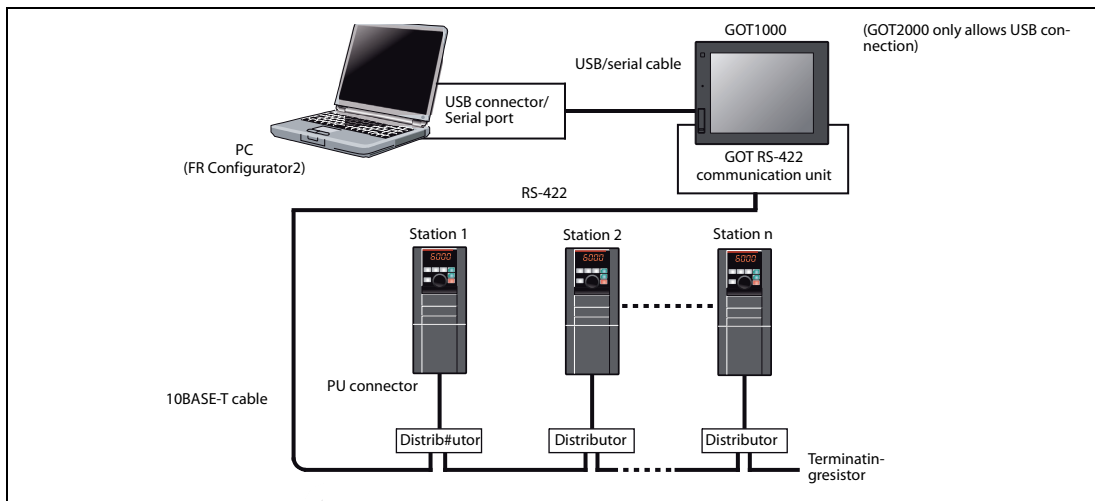 GOT1000
(GOT2000 only allows USB con-
nection)
USB/serial cable
USB connector/
Serial port
PC
(FR Configurator2)
GOT RS-422
communication unit
RS-422
Station 1
Station 2
Station n
6000
6000
6000
PU connector
10BASE-T cable
Distrib#utor
Distributor
Distributor
Terminatin-
gresistor